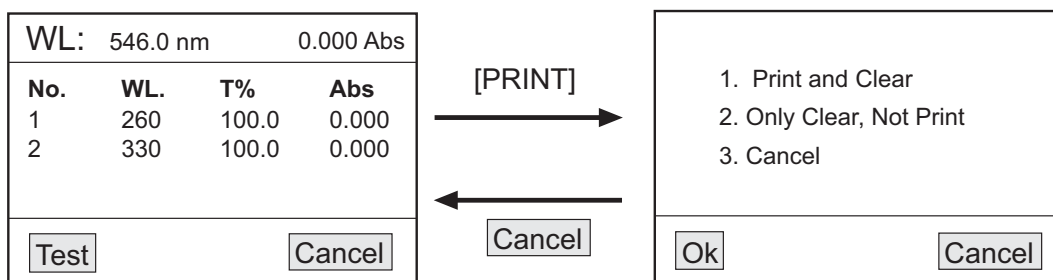 WL: 546.0 nm 0.000 Abs
No. WL. T% Abs
1 260 100.0 0.000
2 330 100.0 0.000
Test Cancel
[PRINT]
Cancel
1. Print and Clear
2. Only Clear, Not Print
3. Cancel
Ok Cancel